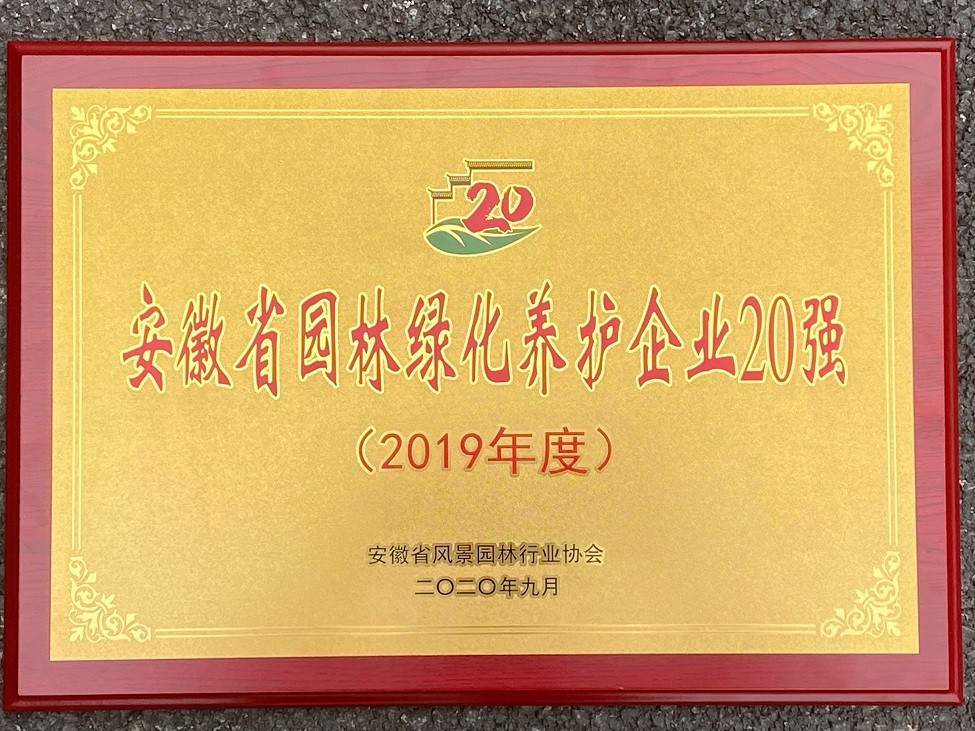 20
安徽省园林绿化养护企业20强
（2019年度）
安徽省风景园林行业协会
二〇二〇年九月